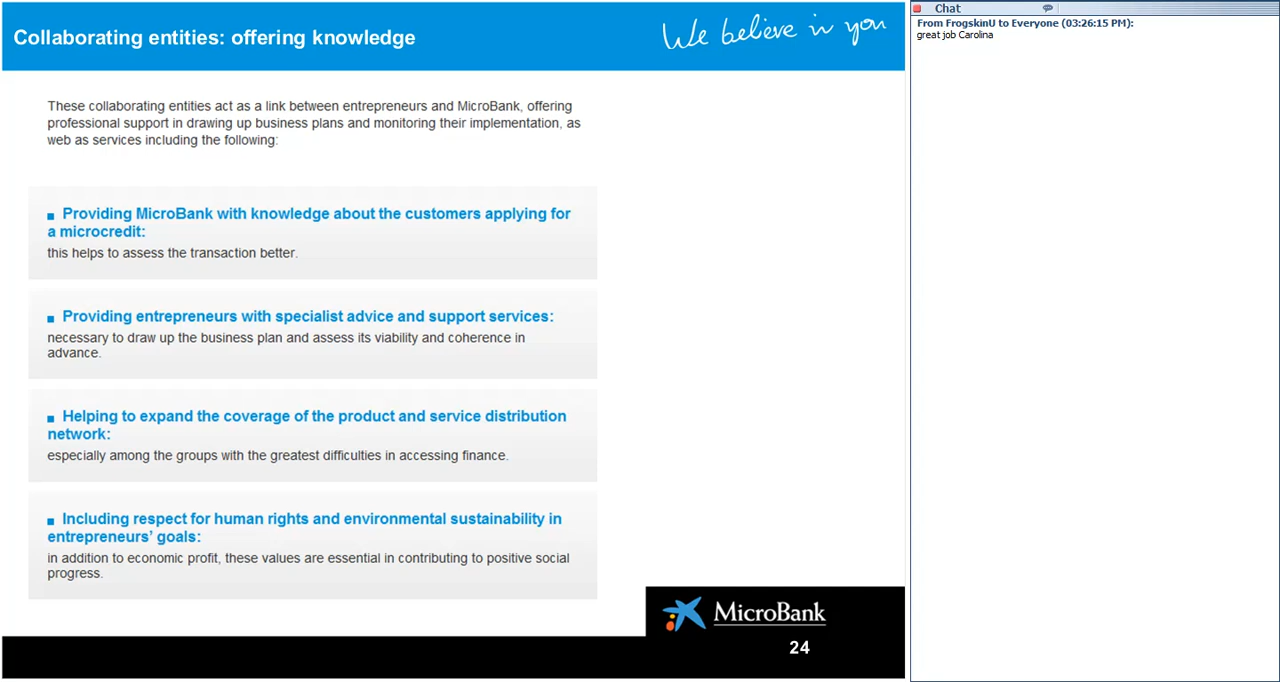 Collaborating entities: offering knowledge
We believe in you
These collaborating entities act as a link between entrepreneurs and MicroBank, offering
professional support in drawing up business plans and monitoring their implementation, as
web as services including the following:
Providing MicroBank with knowledge about the customers applying for
a microcredit:
this helps to assess the transaction better.
Providing entrepreneurs with specialist advice and support services:
necessary to draw up the business plan and assess its viability and coherence in
advance.
Helping to expand the coverage of the product and service distribution
network:
especially among the groups with the greatest difficulties in accessing finance.
Including respect for human rights and environmental sustainability in
entrepreneurs’ goals:
in addition to economic profit, these values are essential in contributing to positive social
progress.
MicroBank
24
Chat
From FrogskinU to Everyone (03:26:15 PM):
great job Carolina